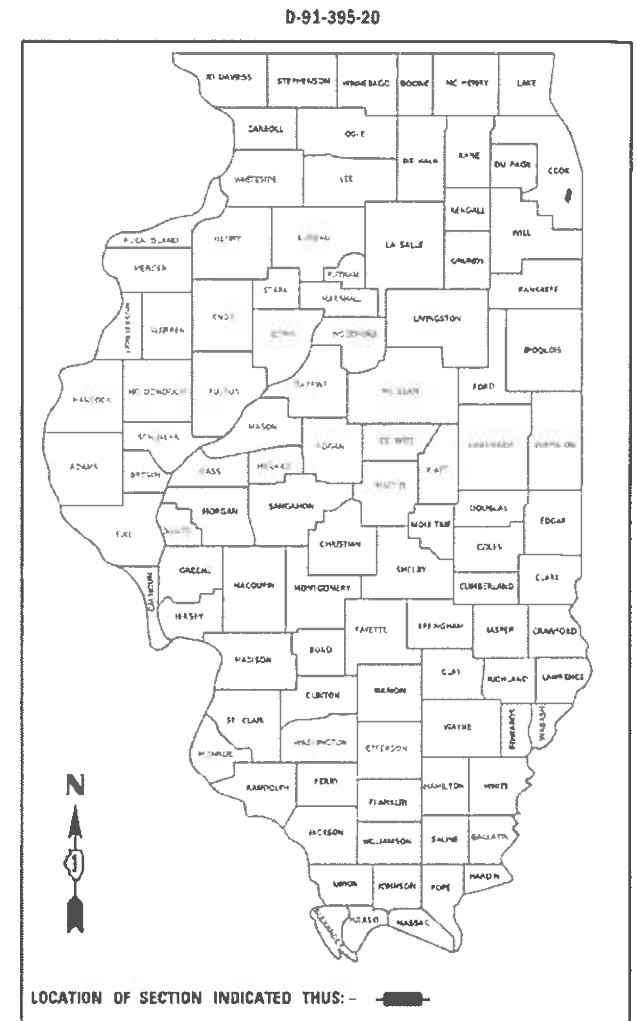 D-91-395-20
JO DAVIESS STEPHENSON WINNEBAGO BOONE MC HENRY LAKE
CARROLL OGLE DE KALB KANE DU PAGE COOK
WHITESIDE LEE
KENDALL
ROCK ISLAND HENRY BUREAU LA SALLE GRUNDY WILL
MERCER PUTNAM
STARK MARSHALL KANKAKEE
HENDERSON WARREN KNOX LIVINGSTON
WOODFORD IROQUOIS
HANCOCK MC DONOUGH FULTON MC LEAN FORD
MASON
SCHUYLER LOGAN DE WITT
ADAMS BROWN CASS MENARD PIATT
MORGAN SANGAMON DOUGLAS EDGAR
PIKE MOULTRIE
CHRISTIAN COLES
GREENE MACOUPIN MONTGOMERY SHELBY CLARK
CALHOUN CUMBERLAND
JERSEY FAYETTE EFFINGHAM JASPER CRAWFORD
MADISON BOND
CLAY RICHLAND LAWRENCE
CLINTON MARION
ST. CLAIR WAYNE EDWARDS WABASH
WASHINGTON JEFFERSON
MONROE
RANDOLPH PERRY HAMILTON WHITE
FRANKLIN
JACKSON WILLIAMSON SALINE GALLATIN
UNION JOHNSON POPE HARDIN
PULASKI MASSAC
N
LOCATION OF SECTION INDICATED THUS: -